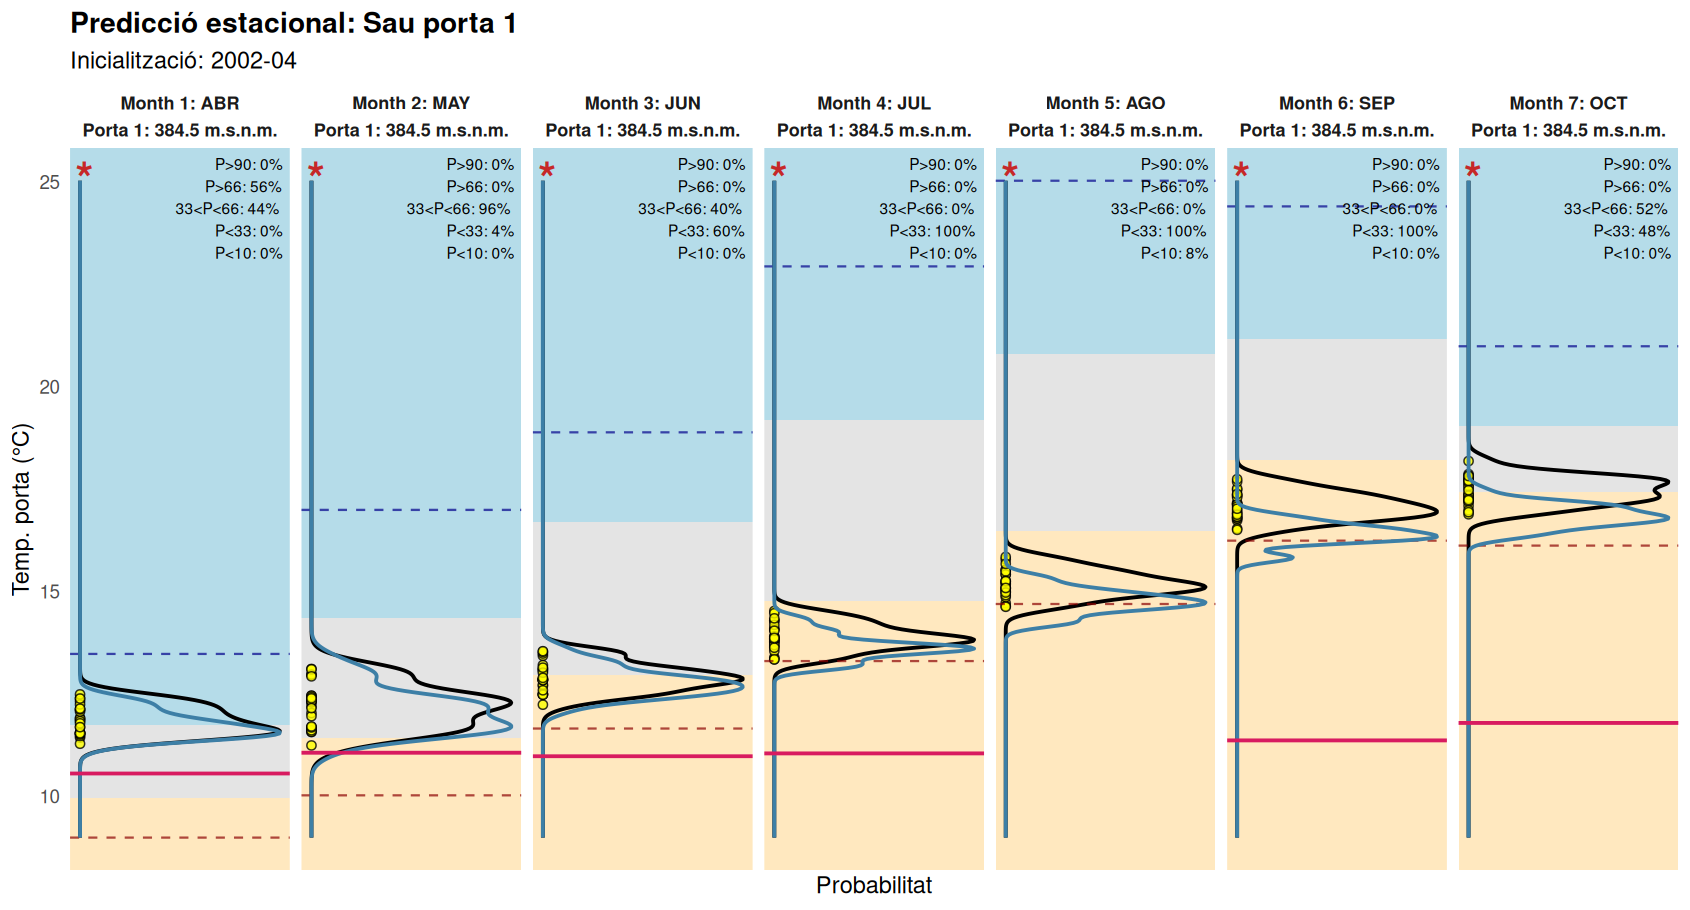 Predicció estacional: Sau porta 1
Inicialització: 2002-04
Month 1: ABR
Porta 1: 384.5 m.s.n.m.
Month 2: MAY
Porta 1: 384.5 m.s.n.m.
Month 3: JUN
Porta 1: 384.5 m.s.n.m.
Month 4: JUL
Porta 1: 384.5 m.s.n.m.
Month 5: AGO
Porta 1: 384.5 m.s.n.m.
Month 6: SEP
Porta 1: 384.5 m.s.n.m.
Month 7: OCT
Porta 1: 384.5 m.s.n.m.
Temp. porta (°C)
25
20
15
10
*
P>90: 0%
P>66: 56%
33<P<66: 44%
P<33: 0%
P<10: 0%
*
P>90: 0%
P>66: 0%
33<P<66: 96%
P<33: 4%
P<10: 0%
*
P>90: 0%
P>66: 0%
33<P<66: 40%
P<33: 60%
P<10: 0%
*
P>90: 0%
P>66: 0%
33<P<66: 0%
P<33: 100%
P<10: 0%
*
P>90: 0%
P>66: 0%
33<P<66: 0%
P<33: 100%
P<10: 8%
*
P>90: 0%
P>66: 0%
33<P<66: 0%
P<33: 100%
P<10: 0%
*
P>90: 0%
P>66: 0%
33<P<66: 52%
P<33: 48%
P<10: 0%
Probabilitat